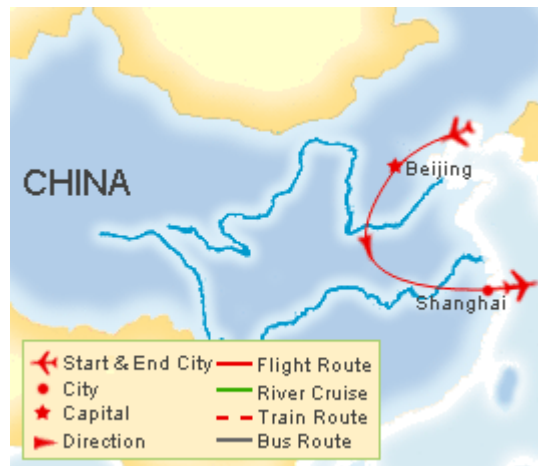 Beijing
CHINA
Shanghai
Start & End City
Flight Route
City
River Cruise
Capital
Train Route
Direction
Bus Route